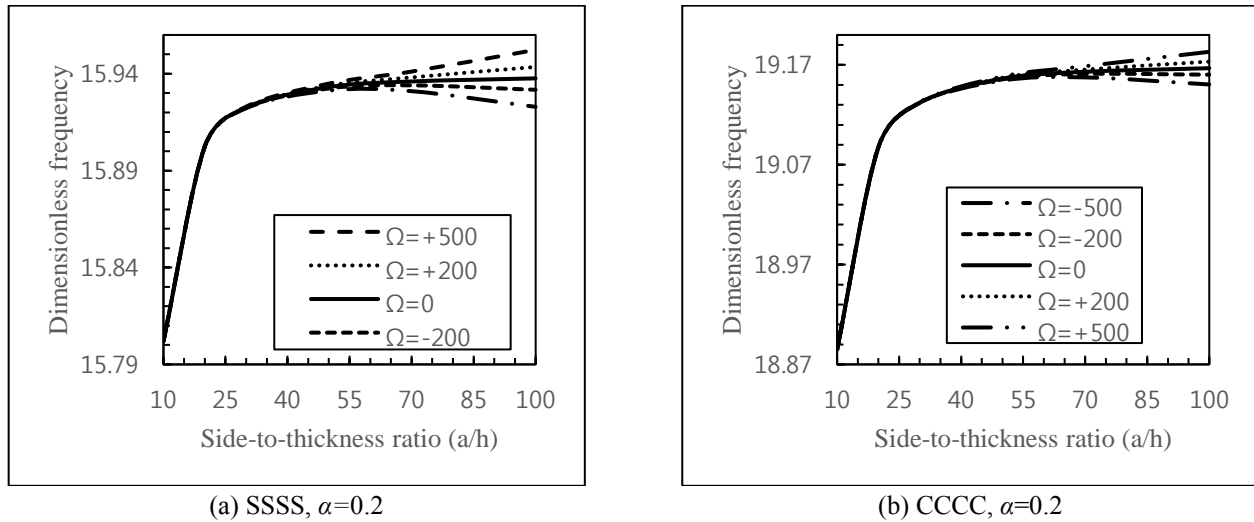 Dimensionless frequency
15.94
15.89
15.84
15.79
Ω=+500
Ω=+200
Ω=0
Ω=-200
10 25 40 55 70 85 100
Side-to-thickness ratio (a/h)
(a) SSSS, α=0.2
Dimensionless frequency
19.17
19.07
18.97
18.87
Ω=-500
Ω=-200
Ω=0
Ω=+200
Ω=+500
10 25 40 55 70 85 100
Side-to-thickness ratio (a/h)
(b) CCCC, α=0.2